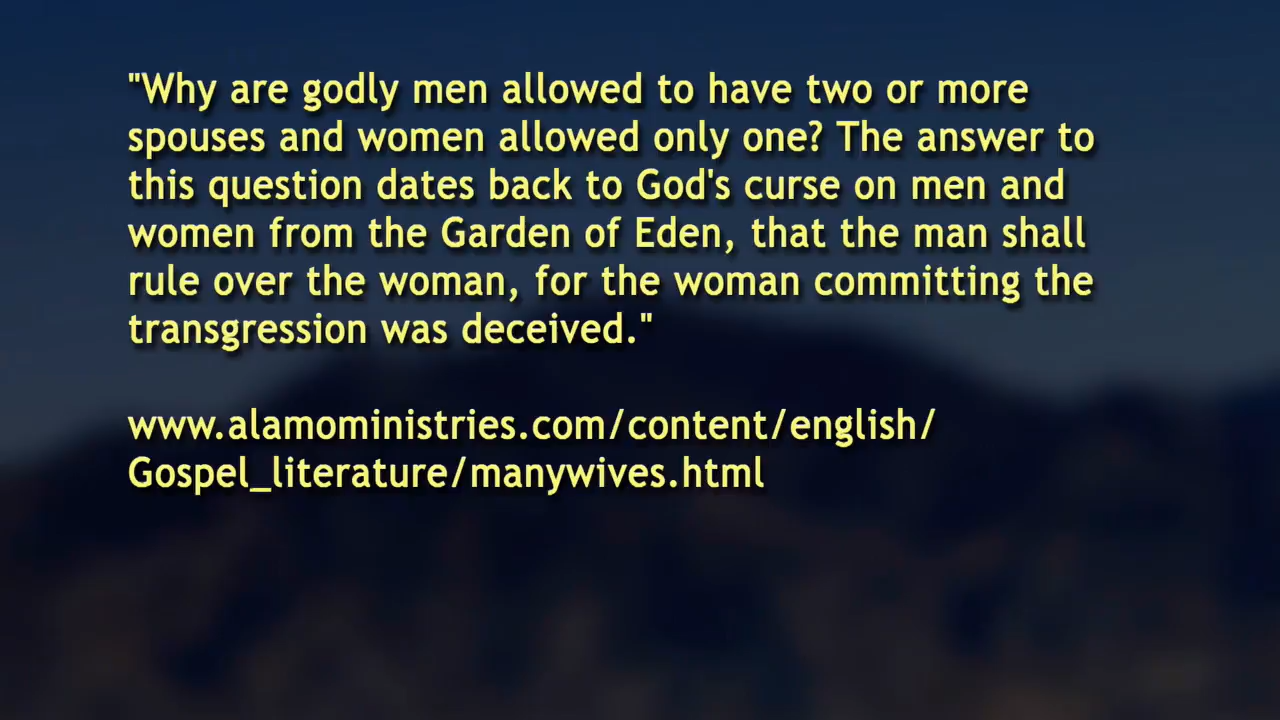 "Why are godly men allowed to have two or more
spouses and women allowed only one? The answer to
this question dates back to God's curse on men and
women from the Garden of Eden, that the man shall
rule over the woman, for the woman committing the
transgression was deceived."
www.alamoministries.com/content/english/
Gospel_literature/manywives.html